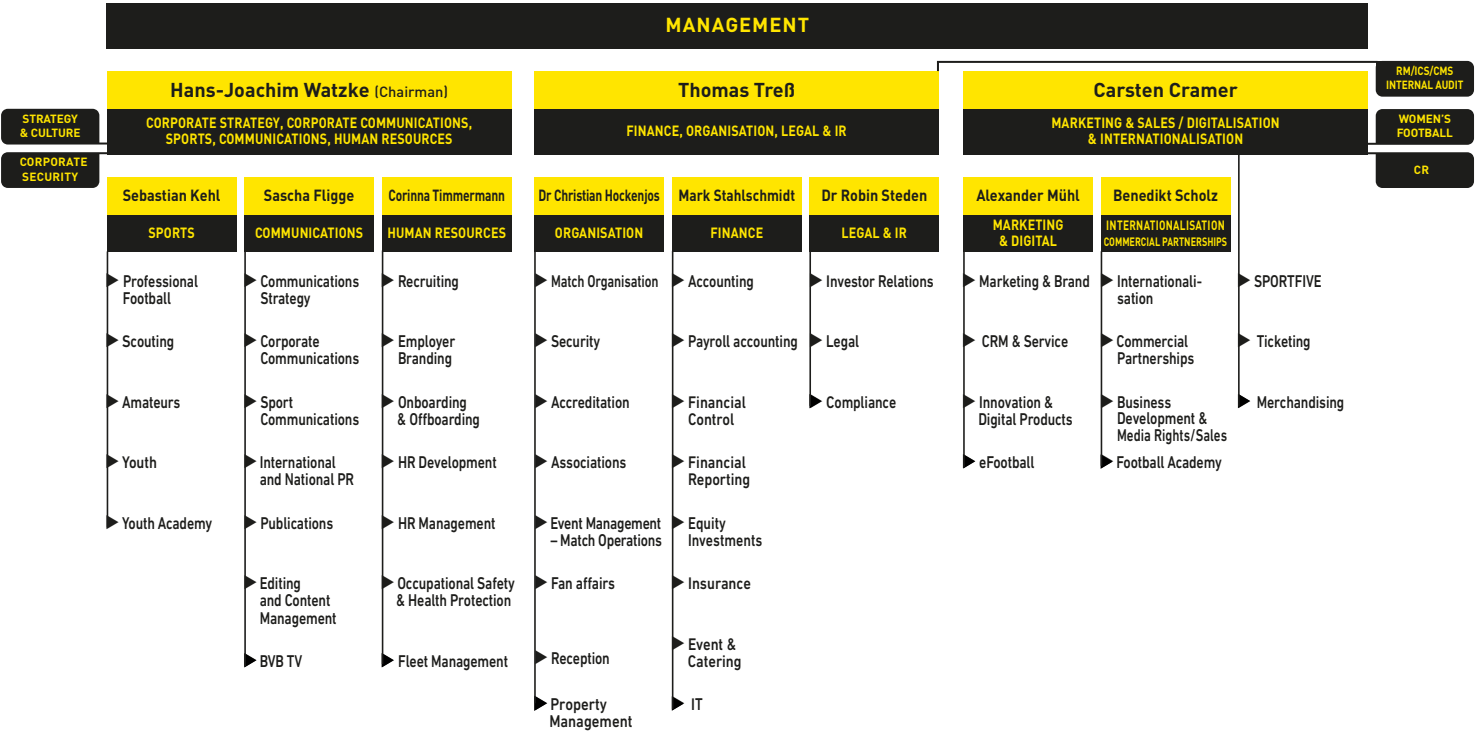 MANAGEMENT
RM/ICS/CMS
INTERNAL AUDIT
Hans-Joachim Watzke (Chairman)
Thomas Treß
Carsten Cramer
STRATEGY
& CULTURE
CORPORATE STRATEGY, CORPORATE COMMUNICATIONS,
SPORTS, COMMUNICATIONS, HUMAN RESOURCES
FINANCE, ORGANISATION, LEGAL & IR
MARKETING & SALES / DIGITALISATION
& INTERNATIONALISATION
WOMEN'S
FOOTBALL
CORPORATE
SECURITY
CR
Sebastian Kehl
SPORTS
Professional
Football
Scouting
Amateurs
Youth
Youth Academy
Sascha Fligge
COMMUNICATIONS
Communications
Strategy
Corporate
Communications
Sport
Communications
International
and National PR
Publications
Editing
and Content
Management
BVB TV
Corinna Timmermann
HUMAN RESOURCES
Recruiting
Employer
Branding
Onboarding
& Offboarding
HR Development
HR Management
Occupational Safety
& Health Protection
Fleet Management
Dr Christian Hockenjos
ORGANISATION
Match Organisation
Security
Accreditation
Associations
Event Management
– Match Operations
Fan affairs
Reception
Property
Management
Mark Stahlschmidt
FINANCE
Accounting
Payroll accounting
Financial
Control
Financial
Reporting
Equity
Investments
Insurance
Event &
Catering
IT
Dr Robin Steden
LEGAL & IR
Investor Relations
Legal
Compliance
Alexander Mühl
MARKETING
& DIGITAL
Marketing & Brand
CRM & Service
Innovation &
Digital Products
eFootball
Benedikt Scholz
INTERNATIONALISATION
COMMERCIAL PARTNERSHIPS
Internationali-
sation
Commercial
Partnerships
Business
Development &
Media Rights/Sales
Football Academy
SPORTFIVE
Ticketing
Merchandising